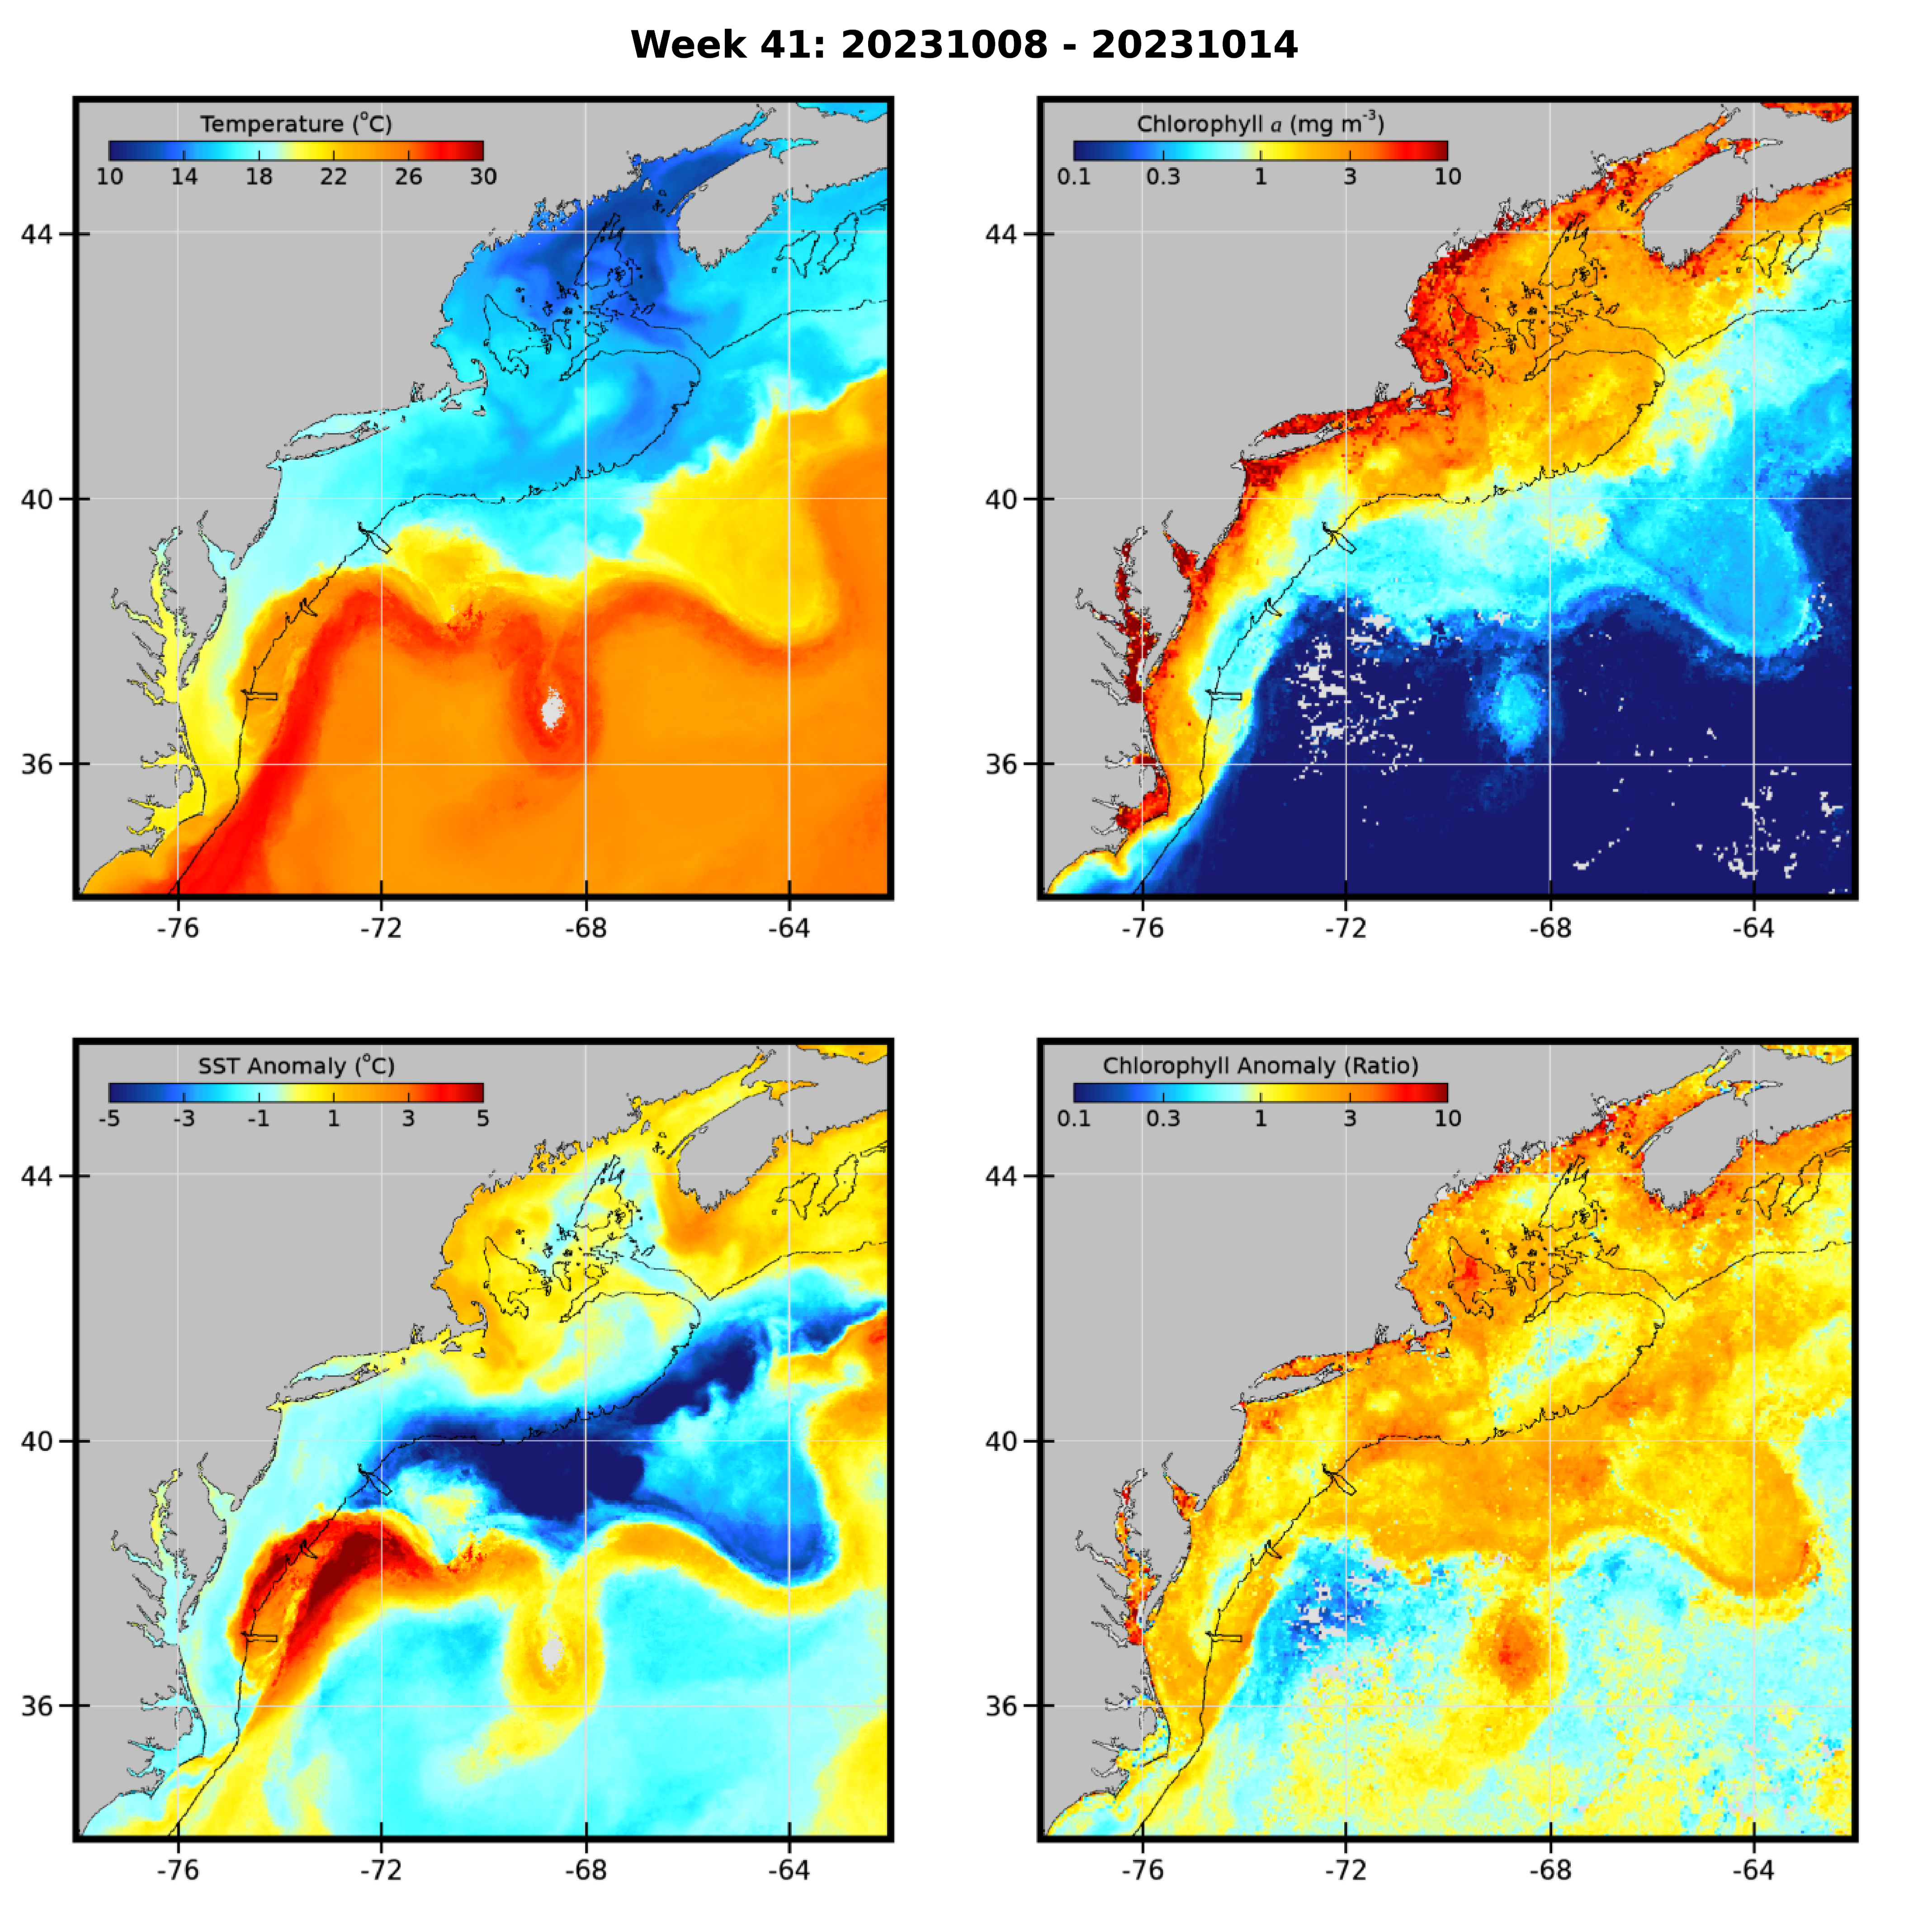 Week 41: 20231008 - 20231014
Temperature (°C)
10 14 18 22 26 30
44
40
36
-76 -72 -68 -64
Chlorophyll a (mg m⁻³)
0.1 0.3 1 3 10
44
40
36
-76 -72 -68 -64
SST Anomaly (°C)
-5 -3 -1 1 3 5
44
40
36
-76 -72 -68 -64
Chlorophyll Anomaly (Ratio)
0.1 0.3 1 3 10
44
40
36
-76 -72 -68 -64